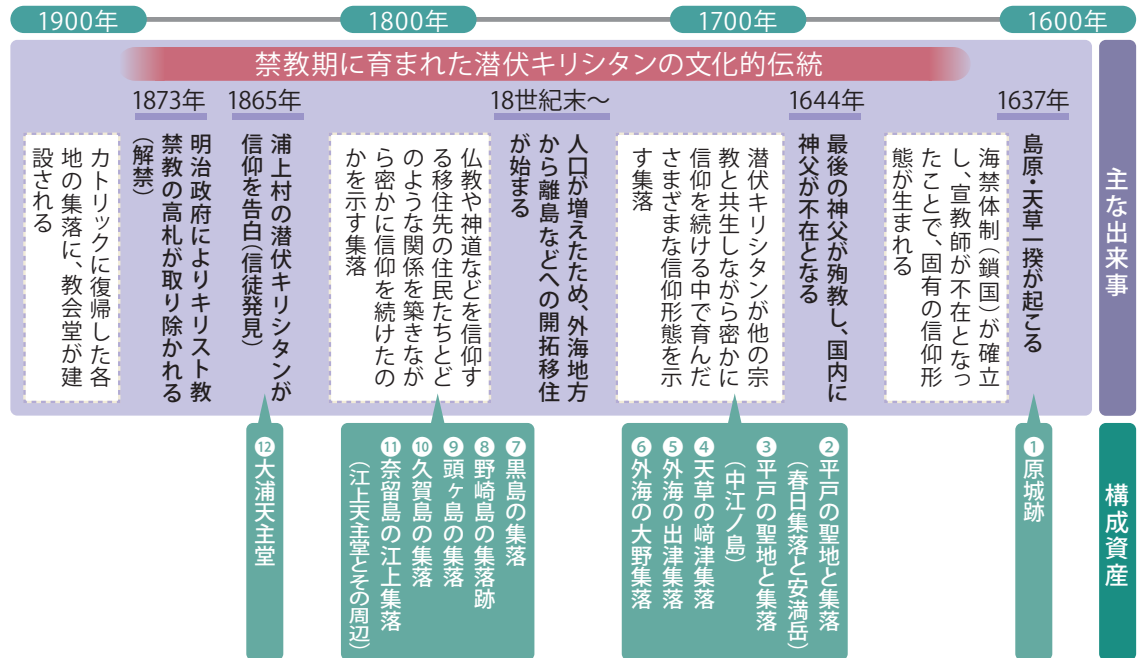 1600年
1700年
1800年
1900年
禁教期に育まれた潜伏キリシタンの文化的伝統
主な出来事
1637年
島原・天草一揆が起こる
海禁体制（鎖国）が確立
し、宣教師が不在となっ
たことで、固有の信仰形
態が生まれる
1644年
最後の神父が殉教し、国内に
神父が不在となる
潜伏キリシタンが他の宗
教と共生しながら密かに
信仰を続ける中で育んだ
さまざまな信仰形態を示
す集落
18世紀末～
人口が増えたため、外海地方
から離島などへの開拓移住
が始まる
仏教や神道などを信仰す
る移住先の住民たちとど
のような関係を築きなが
ら密かに信仰を続けたの
かを示す集落
1865年
浦上村の潜伏キリシタンが
信仰を告白（信徒発見）
1873年
明治政府によりキリスト教
禁教の高札が取り除かれる
（解禁）
カトリックに復帰した各
地の集落に、教会堂が建
設される
構成資産
❶原城跡
❷平戸の聖地と集落
（春日集落と安満岳）
❸平戸の聖地と集落
（中江ノ島）
❹天草の﨑津集落
❺外海の出津集落
❻外海の大野集落
❼黒島の集落
❽野崎島の集落跡
❾頭ヶ島の集落
❿久賀島の集落
⓫奈留島の江上集落
（江上天主堂とその周辺）
⓬大浦天主堂